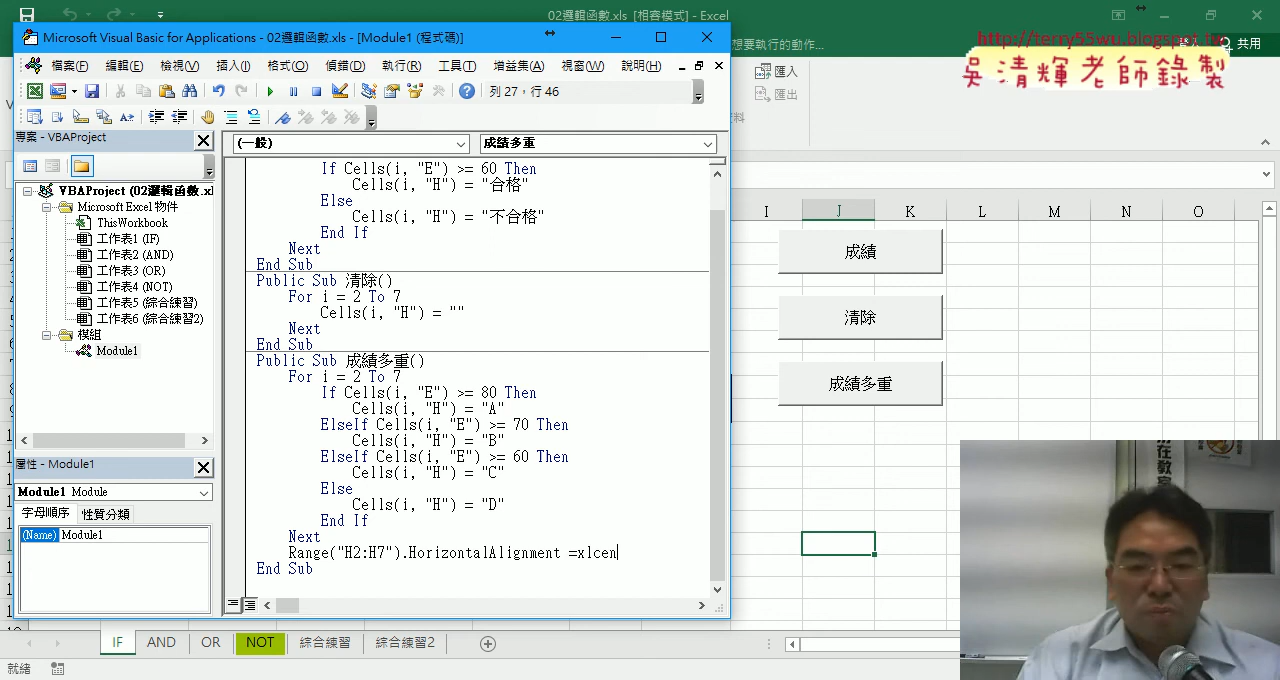 02邏輯函數.xls [相容模式] - Excel
http://terry55wu.blogspot.tw
吳清輝老師錄製
想要執行的動作...
共用
匯入
匯出
Microsoft Visual Basic for Applications - 02邏輯函數.xls - [Module1 (程式碼)]
檔案(F) 編輯(E) 檢視(V) 插入(I) 格式(O) 偵錯(D) 執行(R) 工具(T) 視窗(W) 說明(H)
列 27，行 46
專案 - VBAProject
VBAProject (02邏輯函數.xl
Microsoft Excel 物件
ThisWorkbook
工作表1 (IF)
工作表2 (AND)
工作表3 (OR)
工作表4 (NOT)
工作表5 (綜合練習)
工作表6 (綜合練習2)
模組
Module1
屬性 - Module1
Module1 Module
字母順序 性質分類
(Name) Module1
(一般) 成績多重
If Cells(i, "E") >= 60 Then
Cells(i, "H") = "合格"
Else
Cells(i, "H") = "不合格"
End If
Next
End Sub
Public Sub 清除()
For i = 2 To 7
Cells(i, "H") = ""
Next
End Sub
Public Sub 成績多重()
For i = 2 To 7
If Cells(i, "E") >= 80 Then
Cells(i, "H") = "A"
ElseIf Cells(i, "E") >= 70 Then
Cells(i, "H") = "B"
ElseIf Cells(i, "E") >= 60 Then
Cells(i, "H") = "C"
Else
Cells(i, "H") = "D"
End If
Next
Range("H2:H7").HorizontalAlignment =xlcen
End Sub
I J K L M N O
成績
清除
成績多重
IF AND OR NOT 綜合練習 綜合練習2
就緒